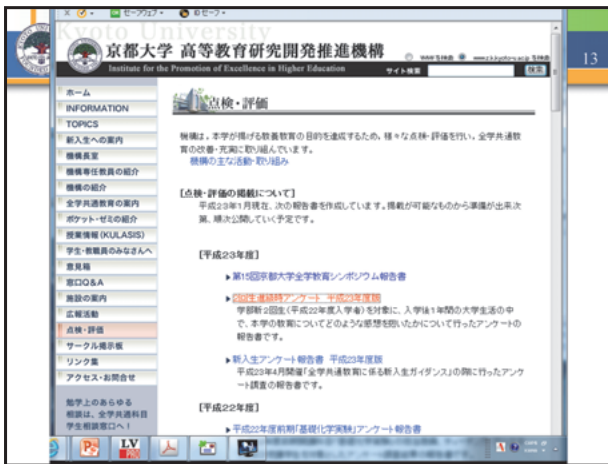 セーフウェブ
IDセーフ
Kyoto University
京都大学 高等教育研究開発推進機構
Institute for the Promotion of Excellence in Higher Education
サイト検索
検索
13
ホーム
INFORMATION
TOPICS
新入生への案内
機構長室
機構専任教員の紹介
機構の紹介
全学共通教育の案内
ポケット・ゼミの紹介
授業情報(KULASIS)
学生・教職員のみなさんへ
意見箱
窓口Q&A
施設の案内
広報活動
点検・評価
サークル掲示板
リンク集
アクセス・お問合せ
勉学上のあらゆる
相談は、全学共通科目
学生相談窓口へ!
点検・評価
機構は、本学が掲げる教養教育の目的を達成するため、様々な点検・評価を行い、全学共通教
育の改善・充実に取り組んでいます。
機構の主な活動・取り組み
【点検・評価の掲載について】
平成23年1月現在、次の報告書を作成しています。掲載が可能なものから準備が出来次
第、順次公開していく予定です。
【平成23年度】
第15回京都大学全学教育シンポジウム報告書
2回生進級時アンケート 平成23年度版
学部新2回生(平成22年度入学者)を対象に、入学後1年間の大学生活の中
で、本学の教育についてどのような感想を抱いたかについて行ったアンケートの
報告書です。
新入生アンケート報告書 平成23年度版
平成23年4月開催「全学共通教育に係る新入生ガイダンス」の際に行ったアンケ
ート調査の報告書です。
【平成22年度】
平成22年度前期「基礎化学実験」アンケート報告書
LV